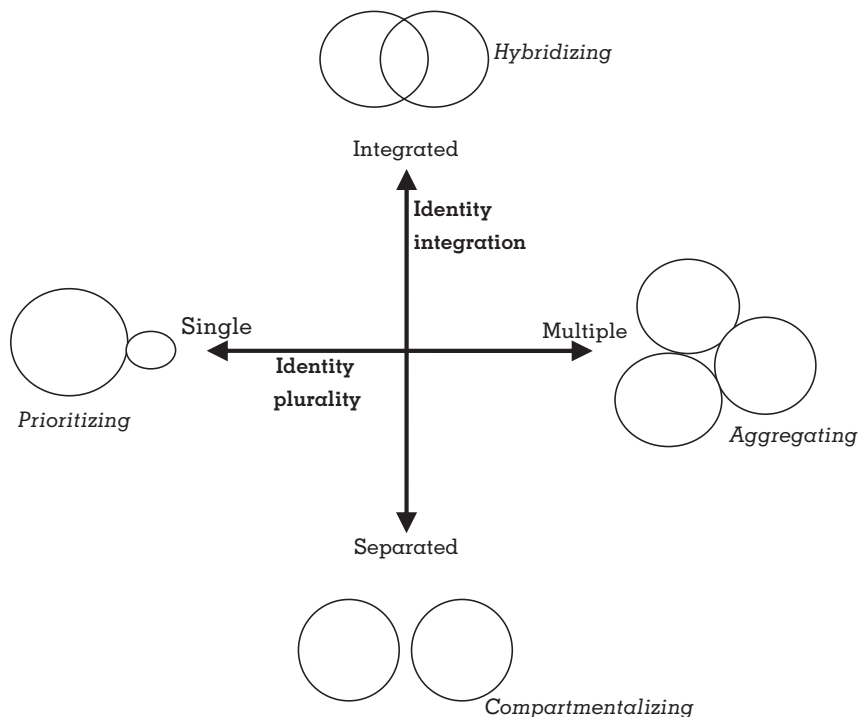 Hybridizing
Integrated
Identity
integration
Single
Multiple
Identity
plurality
Prioritizing
Aggregating
Separated
Compartmentalizing